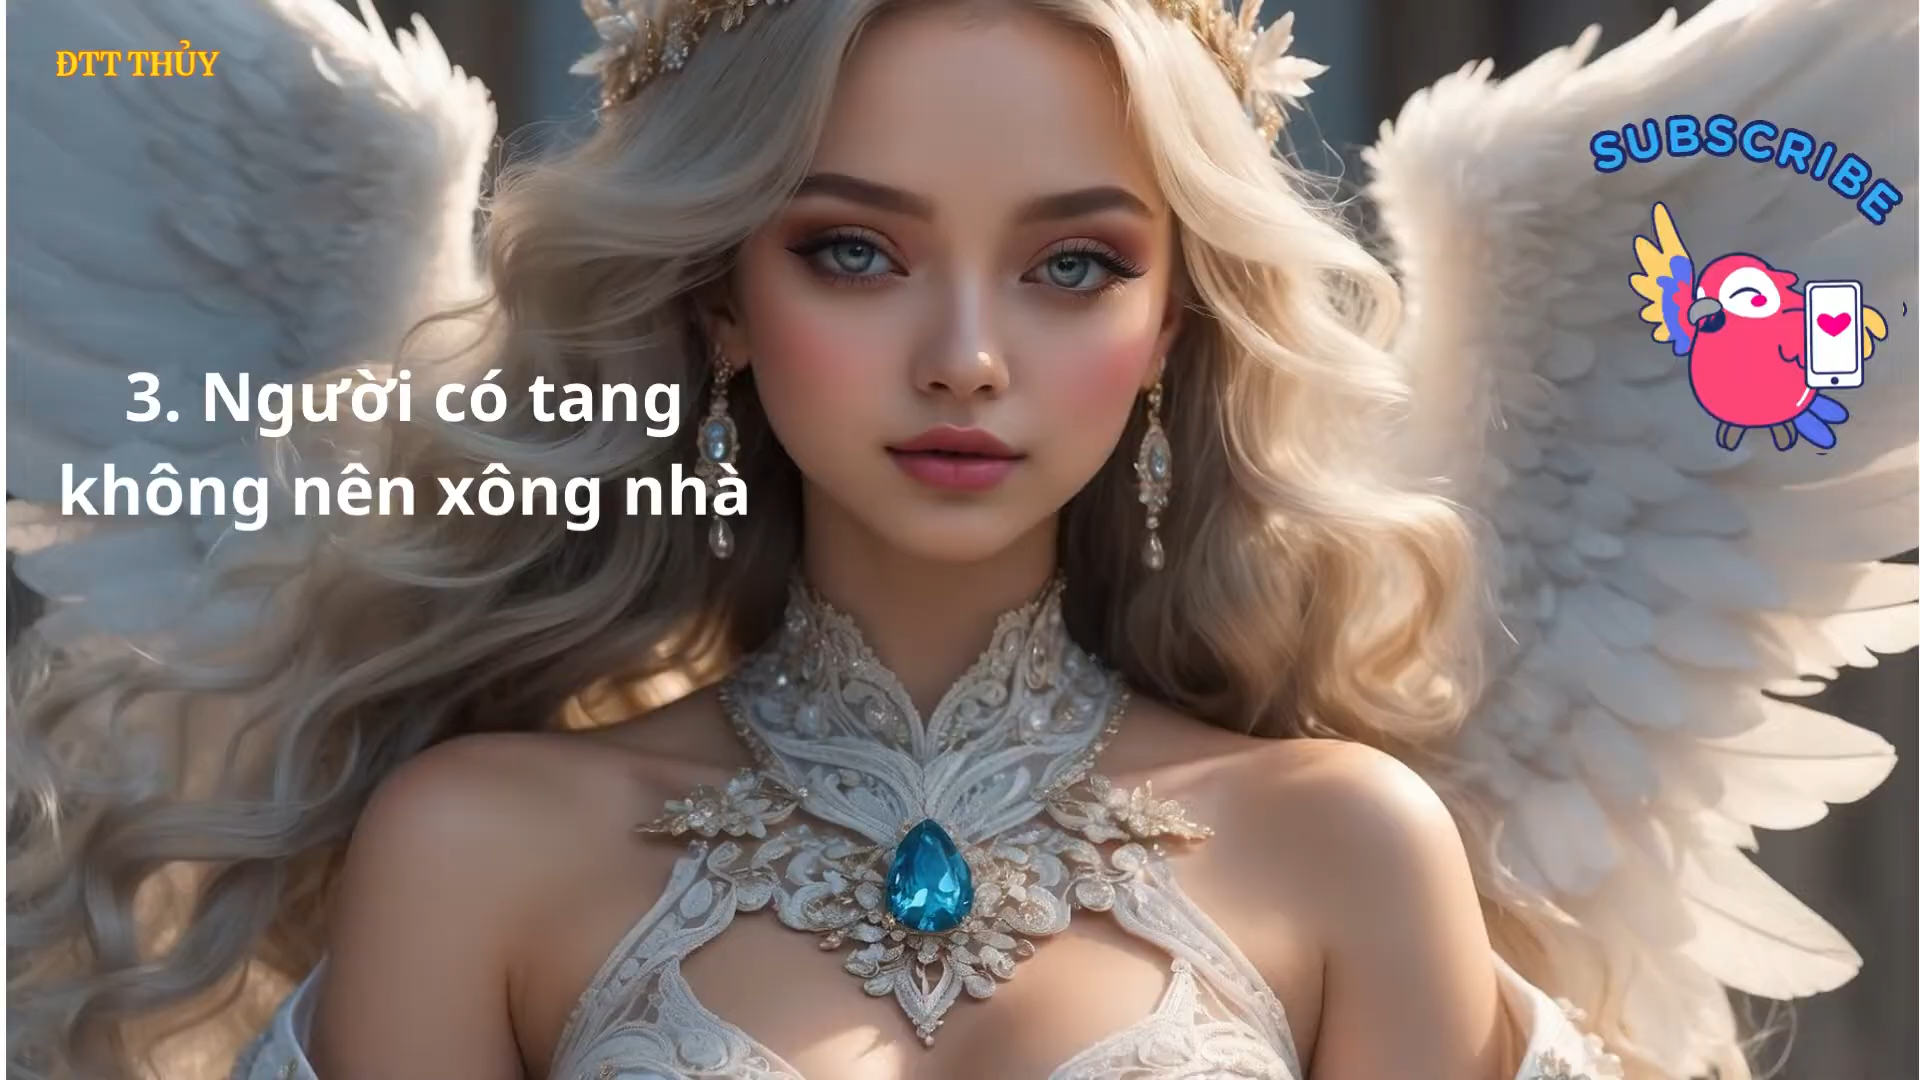 ĐTT THỦY
SUBSCRIBE
3. Người có tang
không nên xông nhà